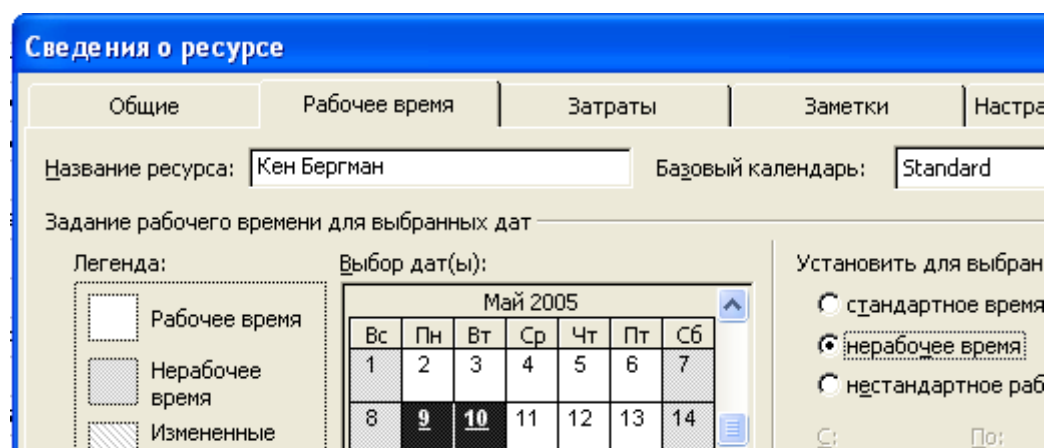 Сведения о ресурсе
Общие Рабочее время Затраты Заметки Настра
Название ресурса: Кен Бергман Базовый календарь: Standard
Задание рабочего времени для выбранных дат
Легенда: Выбор дат(ы): Установить для выбран
Май 2005
Рабочее время
стандартное время
Вс Пн Вт Ср Чт Пт Сб
нерабочее время
1 2 3 4 5 6 7
Нерабочее
время
нестандартное раб
8 9 10 11 12 13 14
Измененные
С: По: